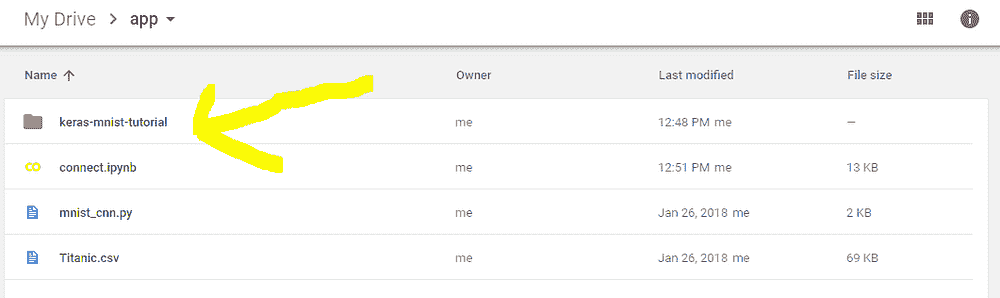 My Drive > app
Name ↑ Owner Last modified File size
keras-mnist-tutorial me 12:48 PM me —
connect.ipynb me 12:51 PM me 13 KB
mnist_cnn.py me Jan 26, 2018 me 2 KB
Titanic.csv me Jan 26, 2018 me 69 KB